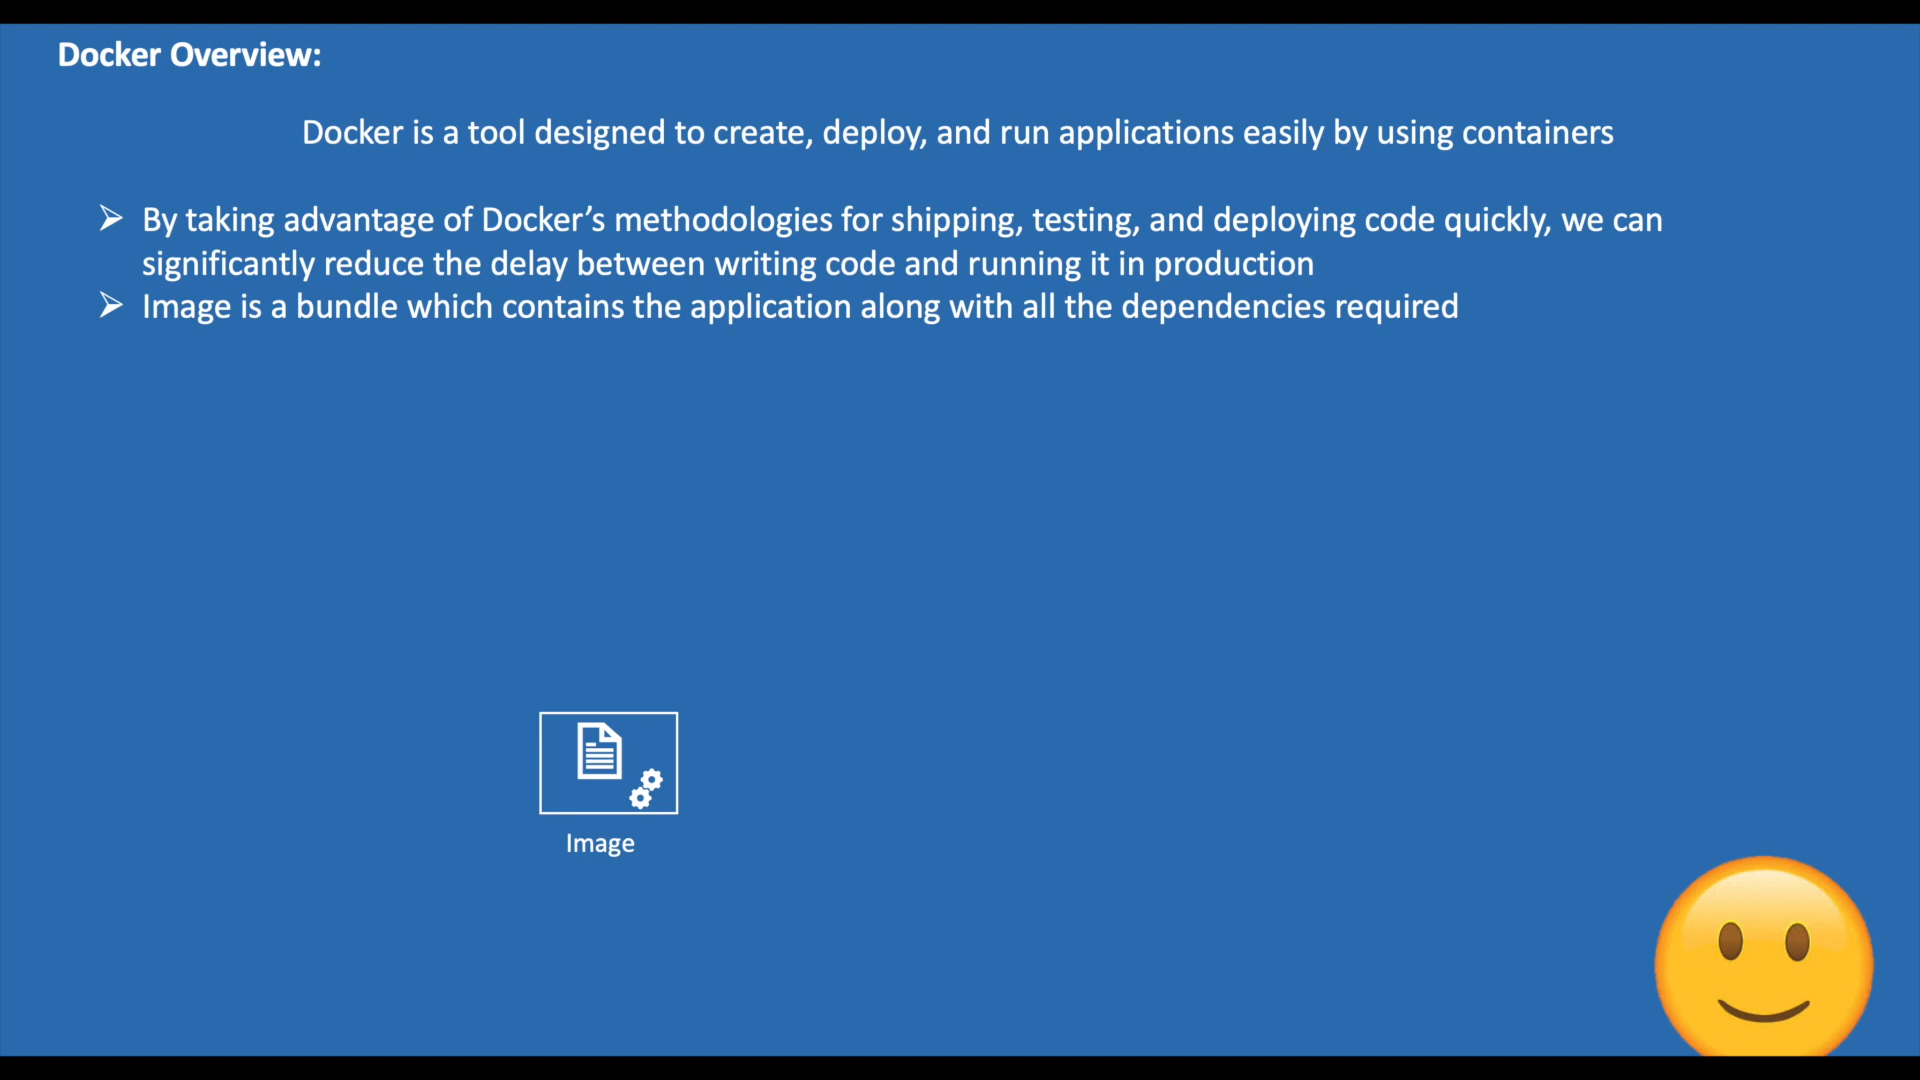 Docker Overview:
Docker is a tool designed to create, deploy, and run applications easily by using containers
➢ By taking advantage of Docker’s methodologies for shipping, testing, and deploying code quickly, we can
significantly reduce the delay between writing code and running it in production
➢ Image is a bundle which contains the application along with all the dependencies required
Image